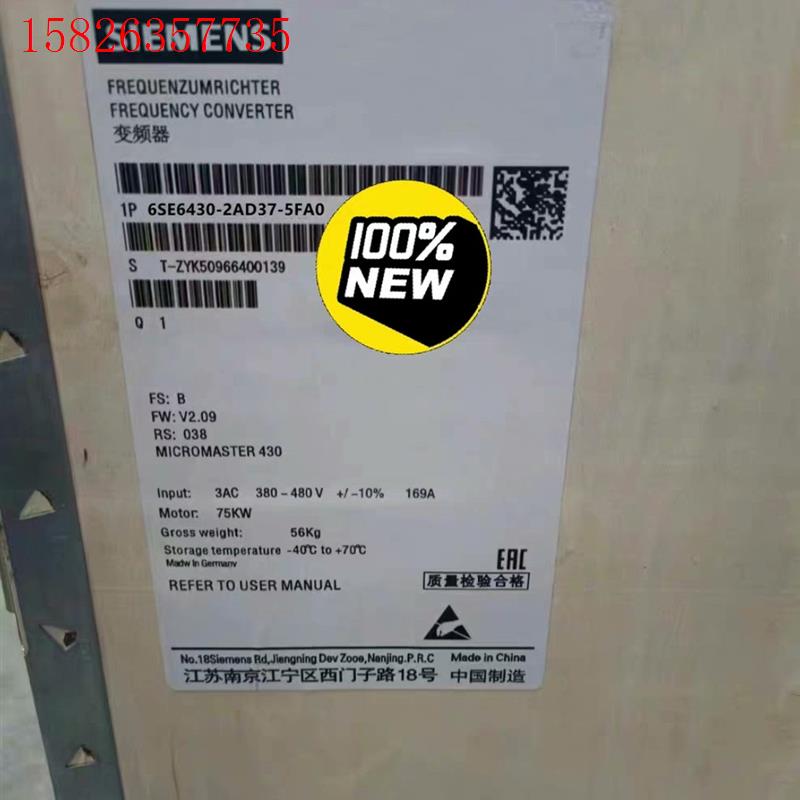 15826357735
SIEMENS
FREQUENZUMRICHTER
FREQUENCY CONVERTER
变频器
1P 6SE6430-2AD37-5FA0
S T-ZYK50966400139
Q 1
100%
NEW
FS: B
FW: V2.09
RS: 038
MICROMASTER 430
Input: 3AC 380-480 V +/-10% 169A
Motor: 75KW
Gross weight: 56Kg
Storage temperature -40℃ to +70℃
Madw In Germanv
REFER TO USER MANUAL
EAC
质量检验合格
No.18Siemens Rd,Jiengning Dev Zooe,Nanjing.P.R.C Made in China
江苏南京江宁区西门子路18号 中国制造